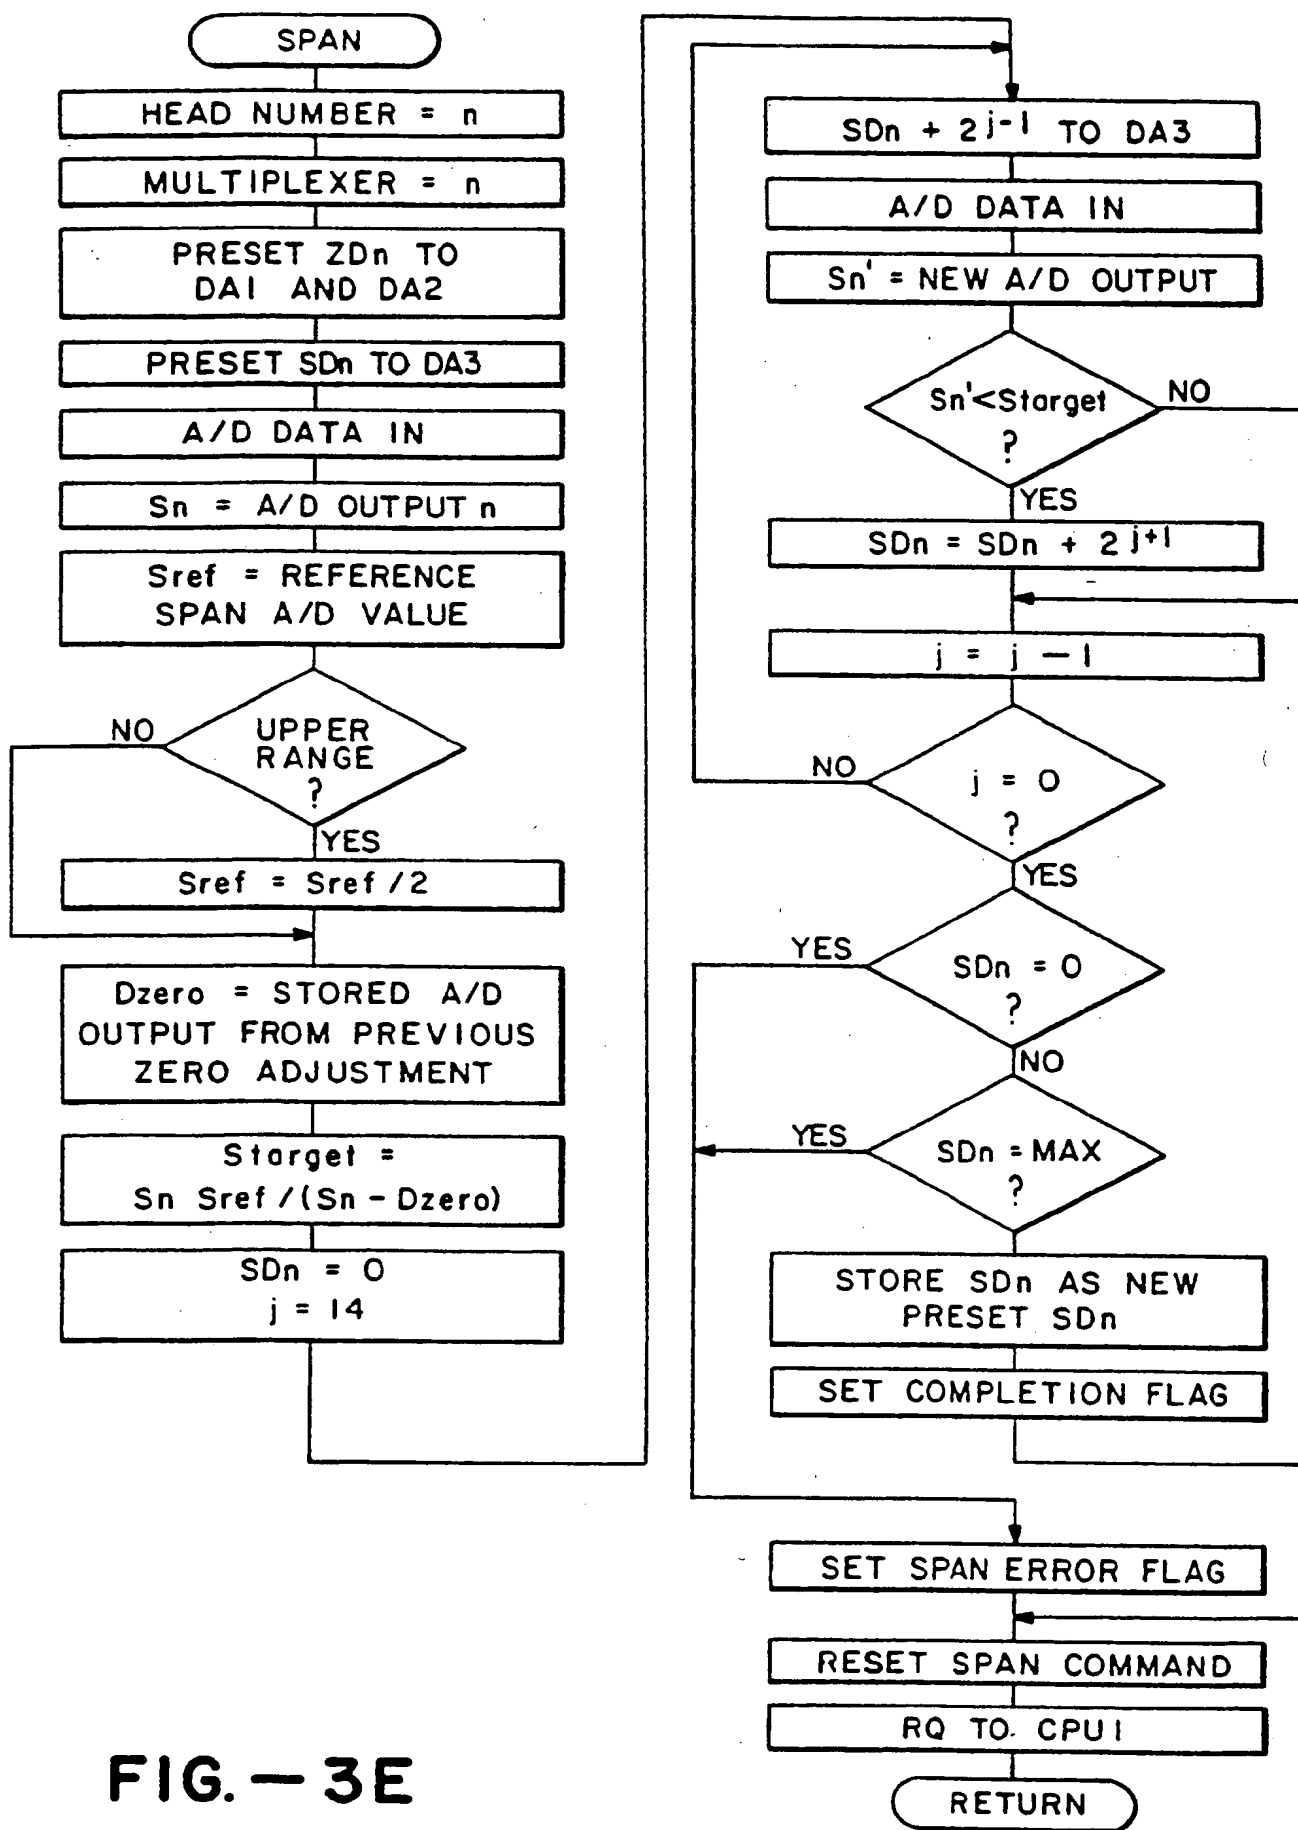 SPAN
HEAD NUMBER = n
MULTIPLEXER = n
PRESET ZDn TO
DA1 AND DA2
PRESET SDn TO DA3
A/D DATA IN
Sn = A/D OUTPUT n
Sref = REFERENCE
SPAN A/D VALUE
NO
UPPER
RANGE
?
YES
Sref = Sref / 2
Dzero = STORED A/D
OUTPUT FROM PREVIOUS
ZERO ADJUSTMENT
Starget =
Sn Sref / (Sn - Dzero)
SDn = 0
j = 14
SDn + 2^{j-1} TO DA3
A/D DATA IN
Sn' = NEW A/D OUTPUT
Sn'<Starget
?
NO
YES
SDn = SDn + 2^{j+1}
j = j - 1
NO
j = 0
?
YES
YES
SDn = 0
?
NO
YES
SDn = MAX
?
STORE SDn AS NEW
PRESET SDn
SET COMPLETION FLAG
SET SPAN ERROR FLAG
RESET SPAN COMMAND
RQ TO. CPU1
RETURN
FIG. - 3E